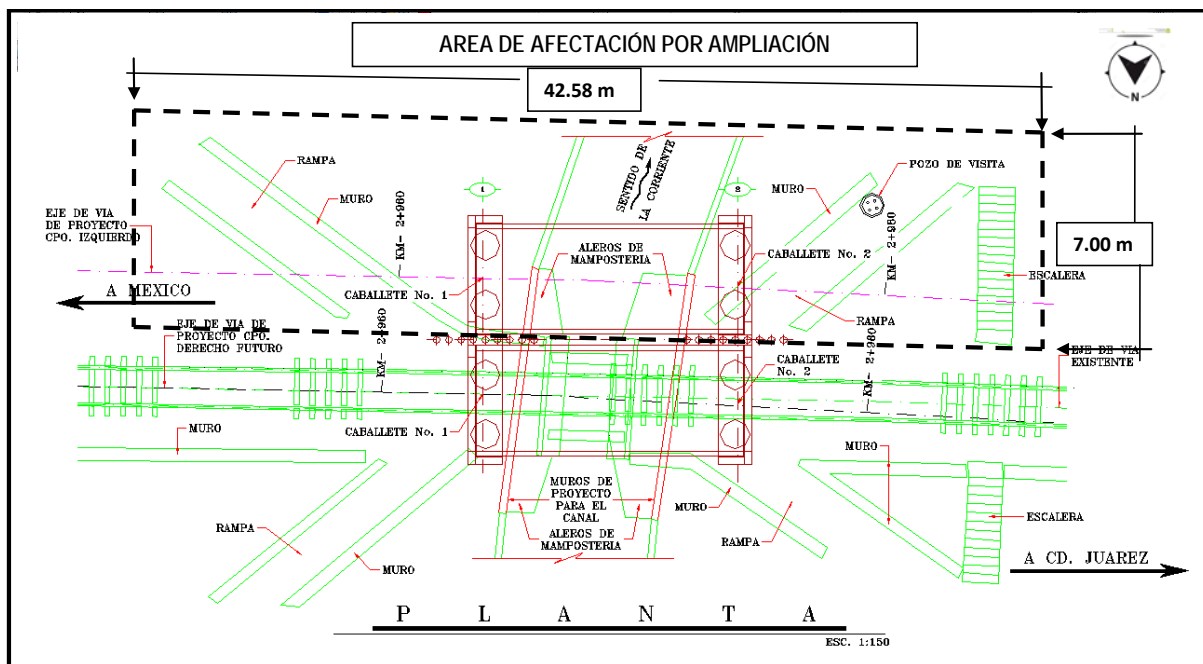 AREA DE AFECTACIÓN POR AMPLIACIÓN
42.58 m
N
RAMPA
MURO
SENTIDO DE
LA CORRIENTE
MURO
POZO DE VISITA
1
2
EJE DE VIA
DE PROYECTO
CPO. IZQUIERDO
KM- 2+960
ALEROS DE
MAMPOSTERIA
CABALLETE No. 2
KM- 2+980
7.00 m
ESCALERA
A MEXICO
CABALLETE No. 1
RAMPA
EJE DE VIA DE
PROYECTO CPO.
DERECHO FUTURO
KM- 2+960
CABALLETE
No. 2
KM- 2+980
EJE DE VIA
EXISTENTE
CABALLETE No. 1
MURO
MURO
MUROS DE
PROYECTO
PARA EL
CANAL
MURO
ESCALERA
RAMPA
ALEROS DE
MAMPOSTERIA
RAMPA
MURO
A CD. JUAREZ
P L A N T A
ESC. 1:150